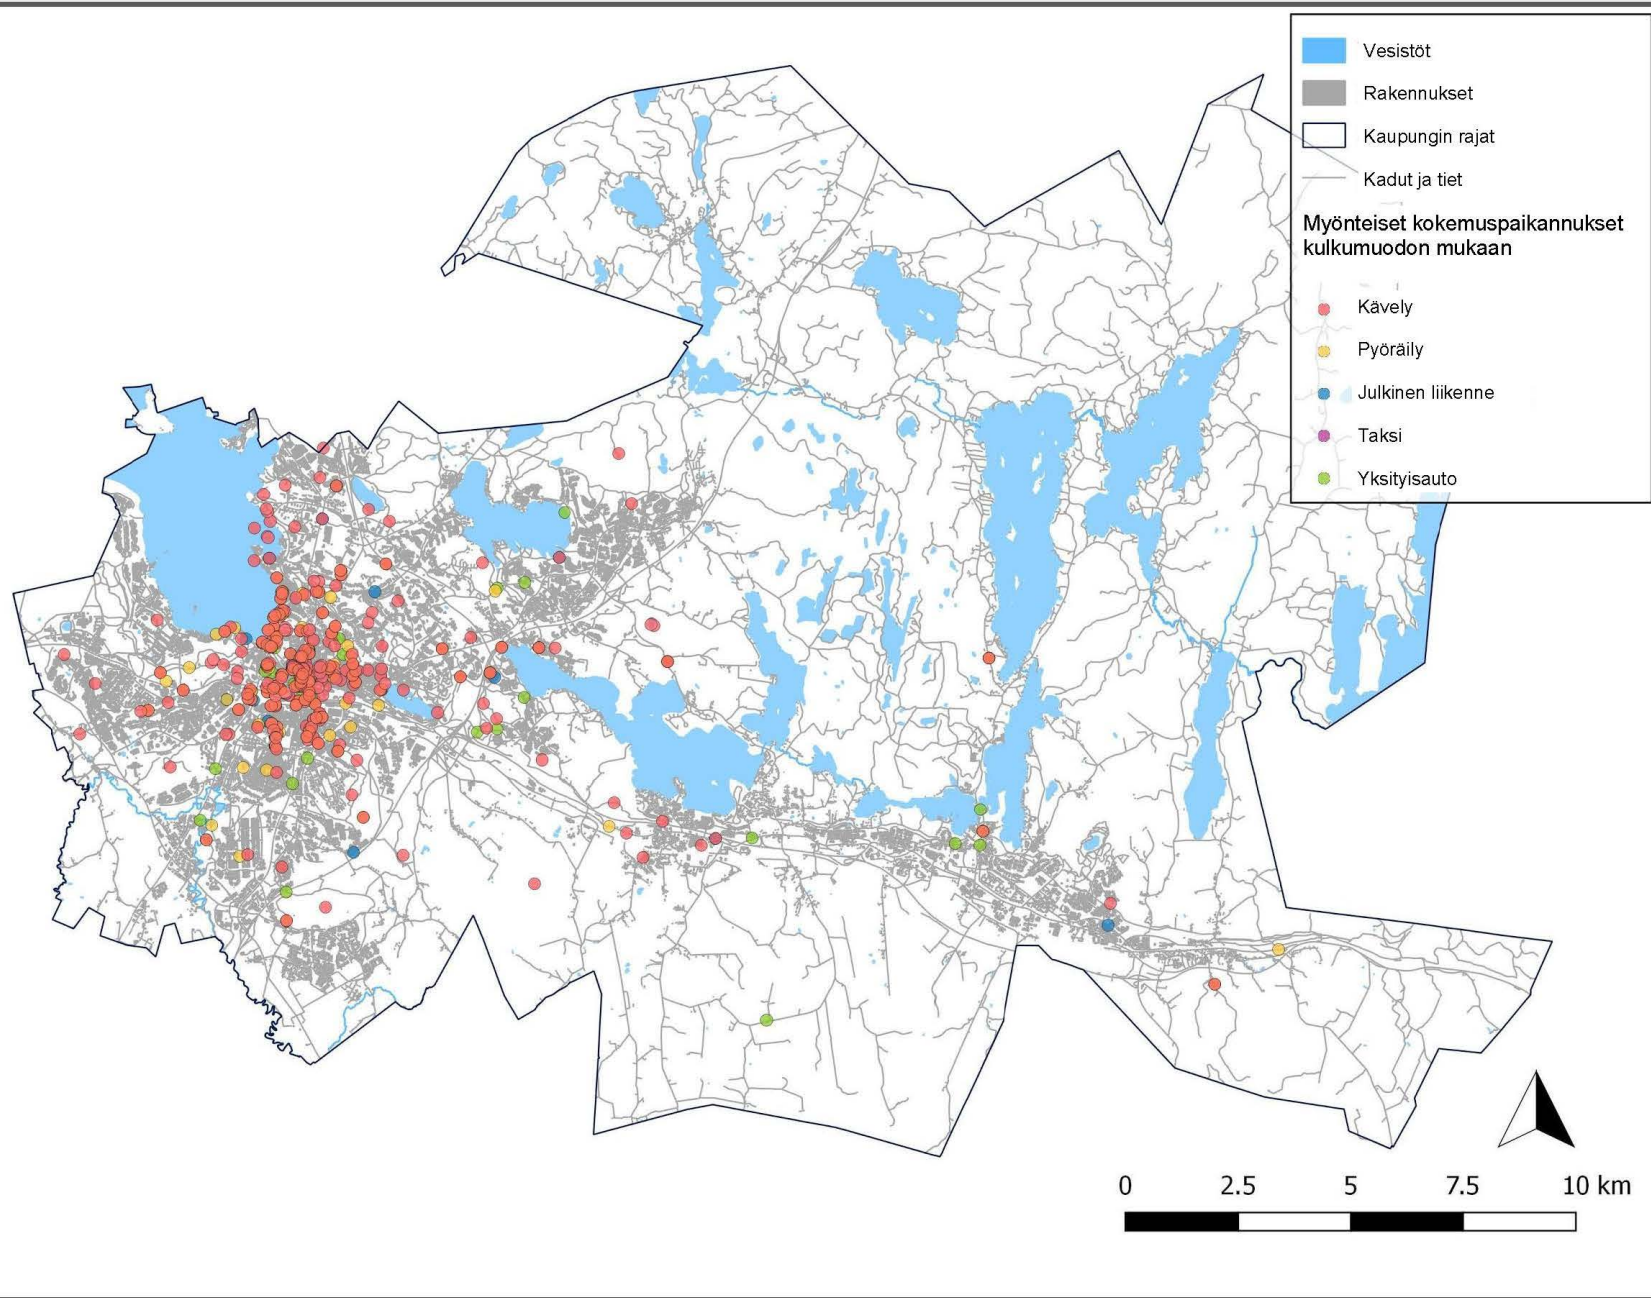 Vesistöt
Rakennukset
Kaupungin rajat
Kadut ja tiet
Myönteiset kokemuspaikannukset
kulkumuodon mukaan
Kävely
Pyöräily
Julkinen liikenne
Taksi
Yksityisauto
0 2.5 5 7.5 10 km